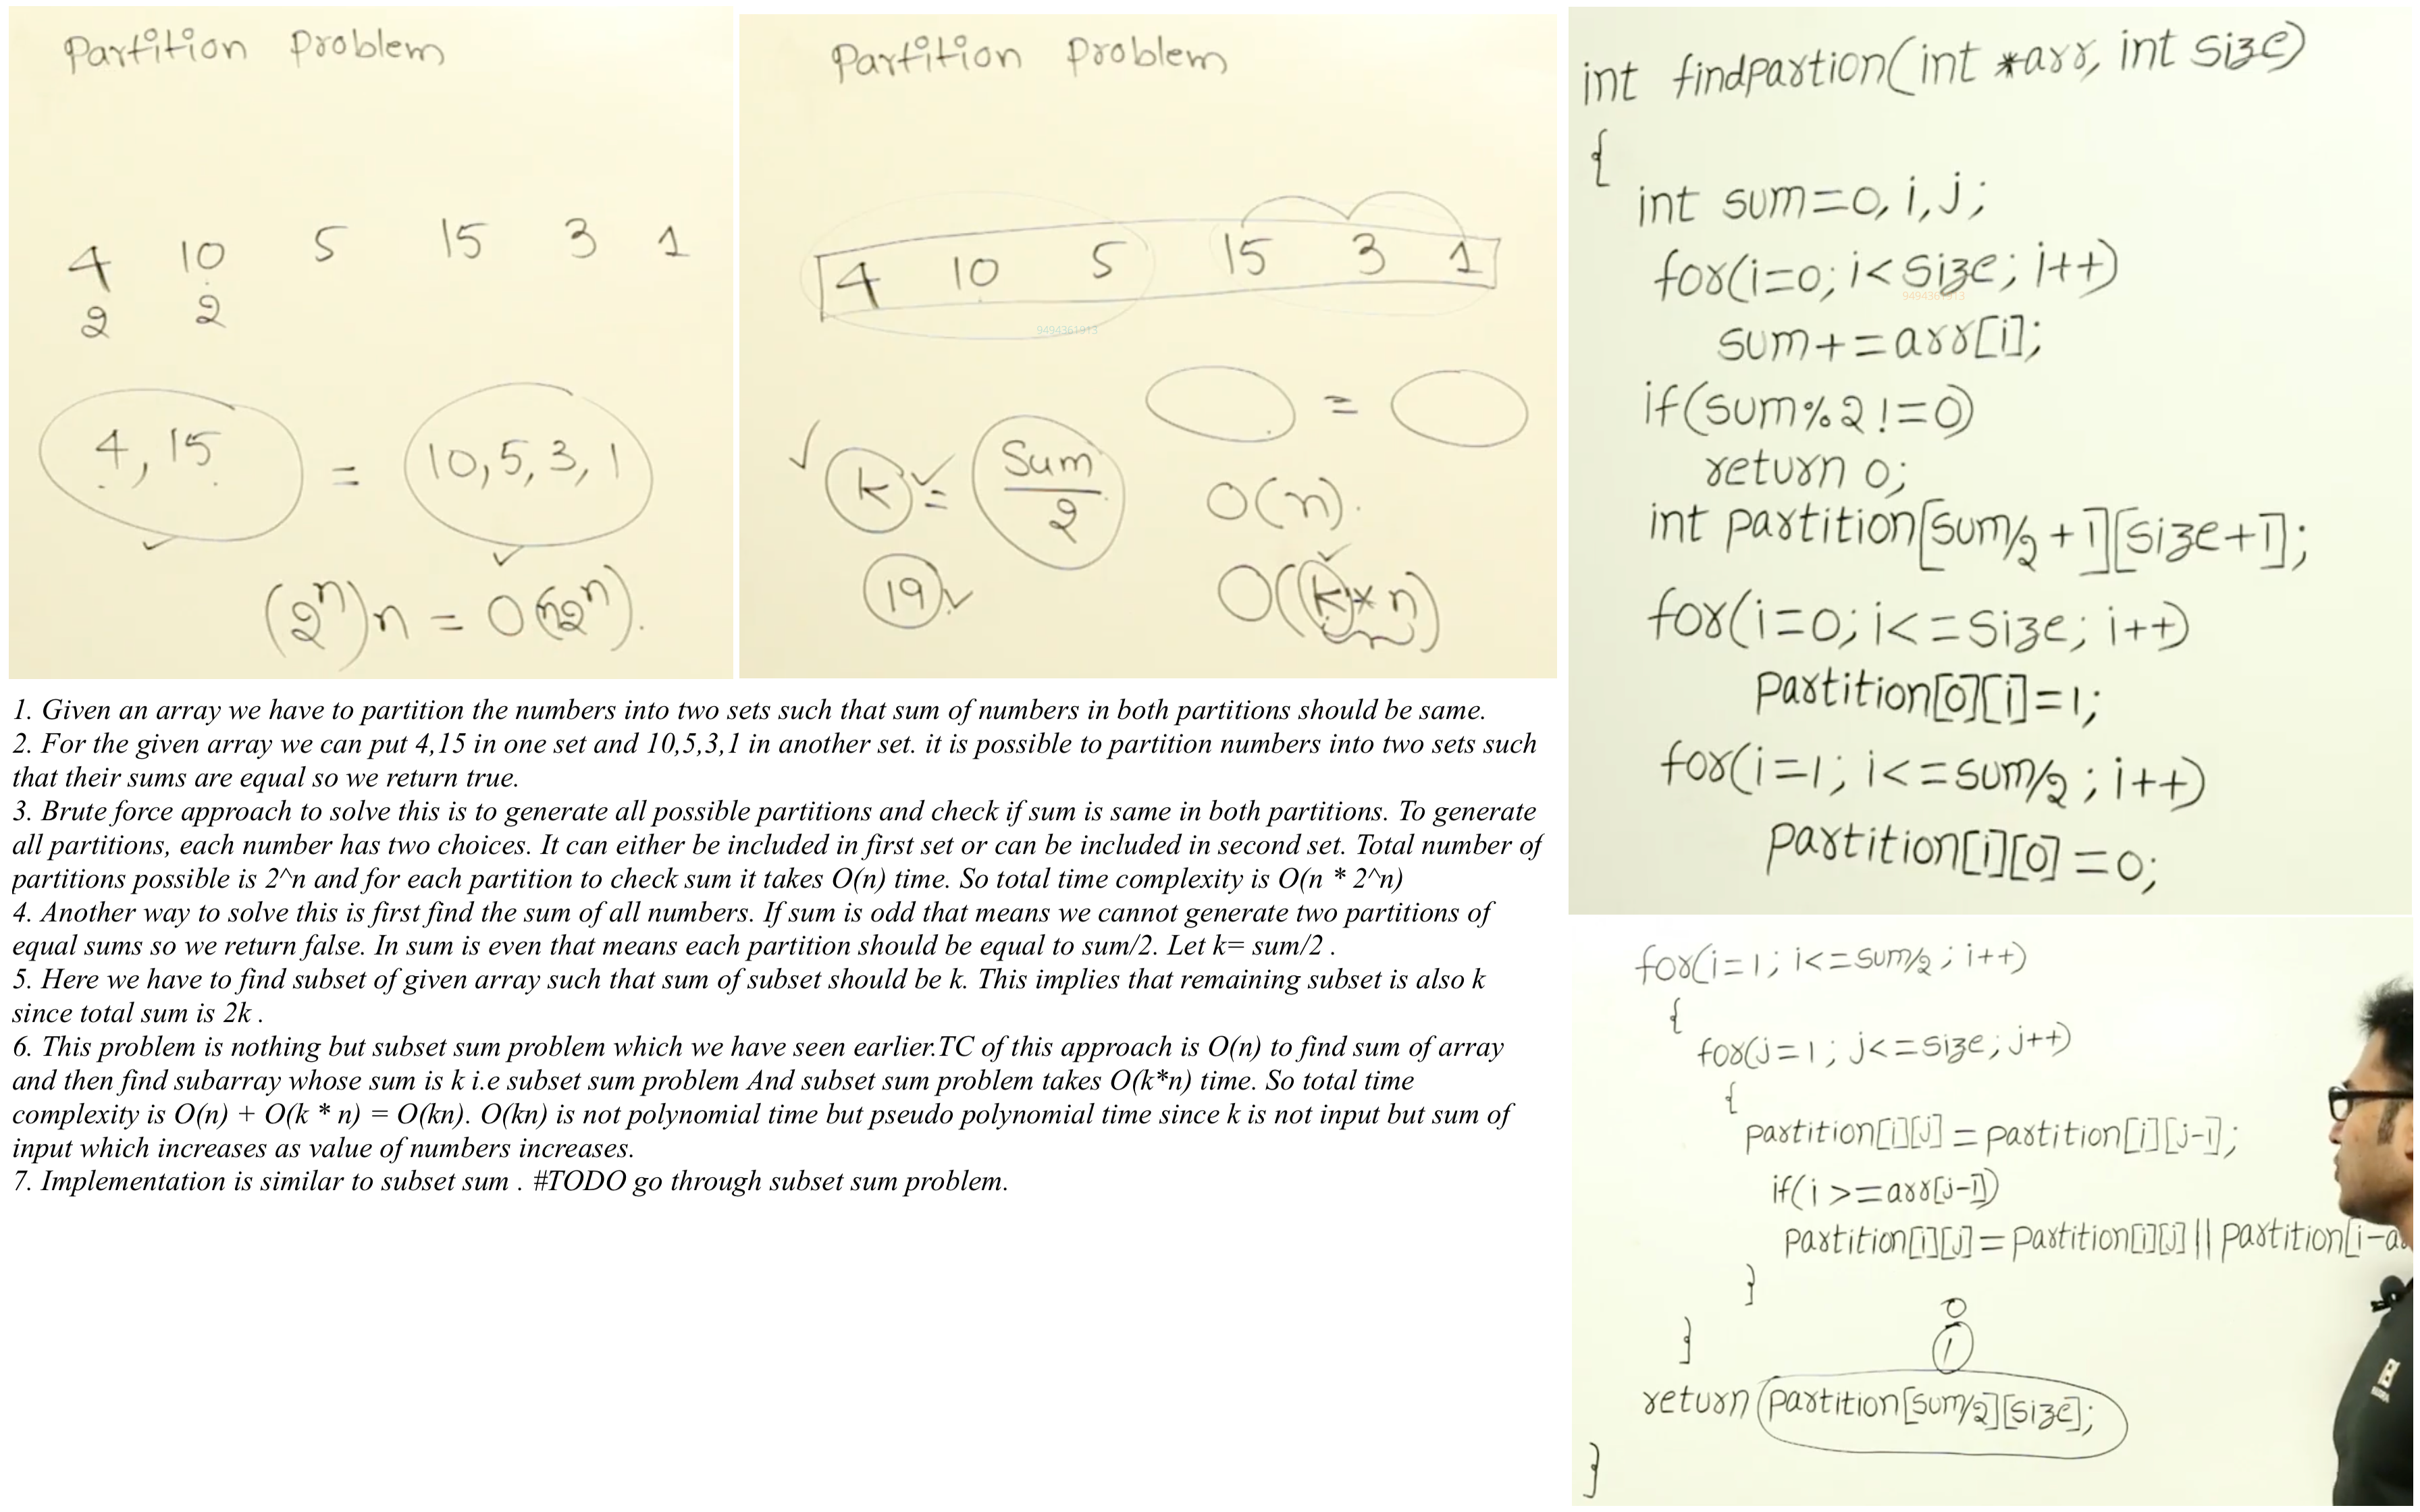 Partition Problem
4 10 5 15 3 1
2 2
4, 15 = 10, 5, 3, 1
(2^n)n = O(n2^n).
Partition Problem
4 10 5 15 3 1
9494361913
=
k = Sum/2 O(n).
19 O(k*n)
1. Given an array we have to partition the numbers into two sets such that sum of numbers in both partitions should be same.
2. For the given array we can put 4,15 in one set and 10,5,3,1 in another set. it is possible to partition numbers into two sets such
that their sums are equal so we return true.
3. Brute force approach to solve this is to generate all possible partitions and check if sum is same in both partitions. To generate
all partitions, each number has two choices. It can either be included in first set or can be included in second set. Total number of
partitions possible is 2^n and for each partition to check sum it takes O(n) time. So total time complexity is O(n * 2^n)
4. Another way to solve this is first find the sum of all numbers. If sum is odd that means we cannot generate two partitions of
equal sums so we return false. In sum is even that means each partition should be equal to sum/2. Let k= sum/2 .
5. Here we have to find subset of given array such that sum of subset should be k. This implies that remaining subset is also k
since total sum is 2k .
6. This problem is nothing but subset sum problem which we have seen earlier.TC of this approach is O(n) to find sum of array
and then find subarray whose sum is k i.e subset sum problem And subset sum problem takes O(k*n) time. So total time
complexity is O(n) + O(k * n) = O(kn). O(kn) is not polynomial time but pseudo polynomial time since k is not input but sum of
input which increases as value of numbers increases.
7. Implementation is similar to subset sum . #TODO go through subset sum problem.
int findpartion(int *arr, int size)
{
int sum=0, i, j;
for(i=0; i<size; i++)
9494361913
sum+=arr[i];
if(sum%2!=0)
return 0;
int partition[sum/2+1][size+1];
for(i=0; i<=size; i++)
partition[0][i]=1;
for(i=1; i<=sum/2; i++)
partition[i][0]=0;
for(i=1; i<=sum/2; i++)
{
for(j=1; j<=size; j++)
{
partition[i][j]=partition[i][j-1];
if(i>=arr[j-1])
partition[i][j]=partition[i][j] || partition[i-a
}
0
}
1
return partition[sum/2][size];
}